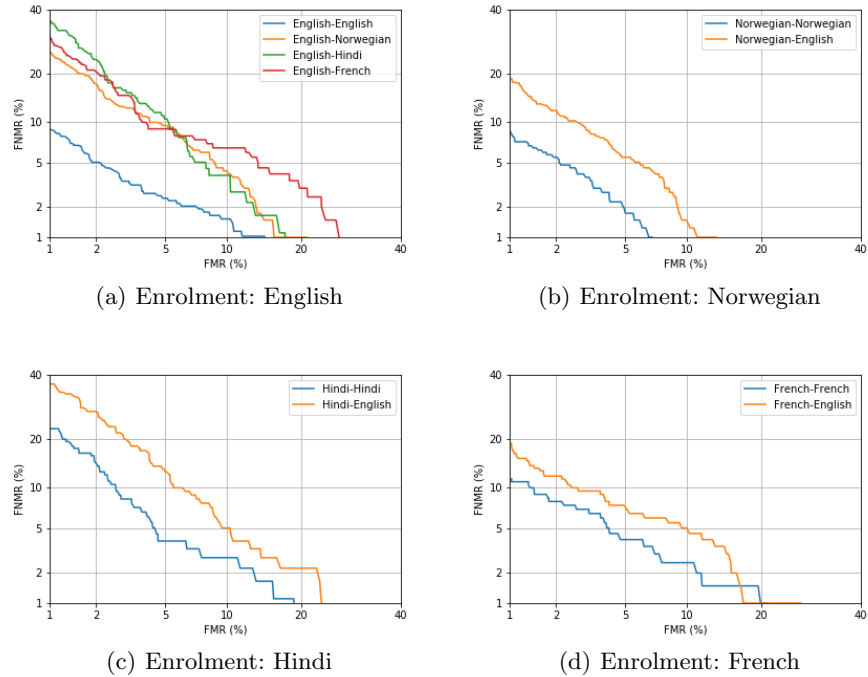 40
20
10
5
2
1
FNMR (%)
1
2
10
20
40
FMR (%)
English-English
English-Norwegian
English-Hindi
English-French
(a) Enrolment: English
40
20
10
5
2
1
FNMR (%)
1
2
5
20
40
FMR (%)
Norwegian-Norwegian
Norwegian-English
(b) Enrolment: Norwegian
40
20
10
5
2
1
FNMR (%)
1
2
5
10
20
40
FMR (%)
Hindi-Hindi
Hindi-English
(c) Enrolment: Hindi
40
20
10
5
2
1
FNMR (%)
1
2
5
10
20
40
FMR (%)
French-French
French-English
(d) Enrolment: French